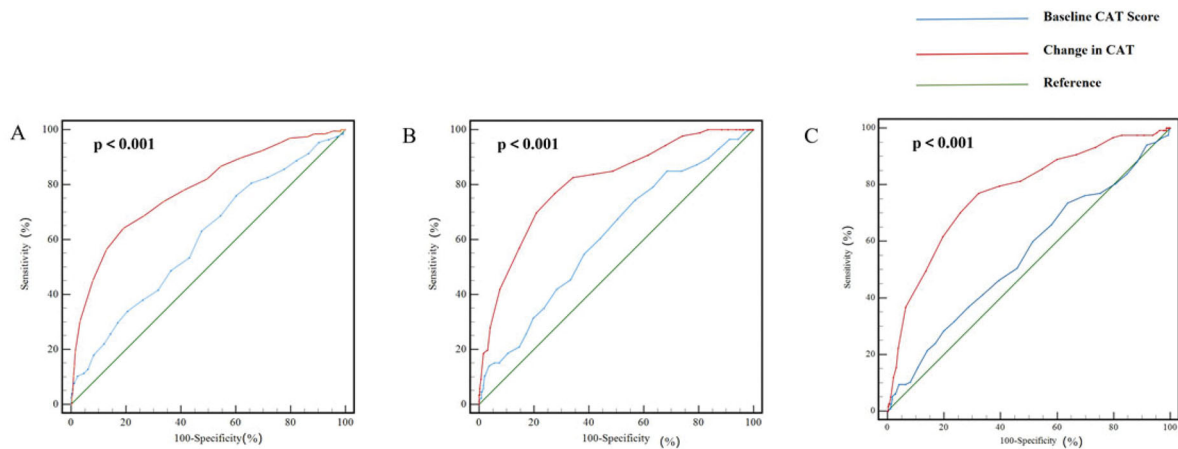 Baseline CAT Score
Change in CAT
Reference
A
p < 0.001
100
80
60
40
20
0
Sensitivity (%)
0 20 40 60 80 100
100-Specificity(%)
B
p < 0.001
100
80
60
40
20
0
Sensitivity (%)
0 20 40 60 80 100
100-Specificity (%)
C
p < 0.001
100
80
60
40
20
0
Sensitivity (%)
0 20 40 60 80 100
100-Specificity (%)